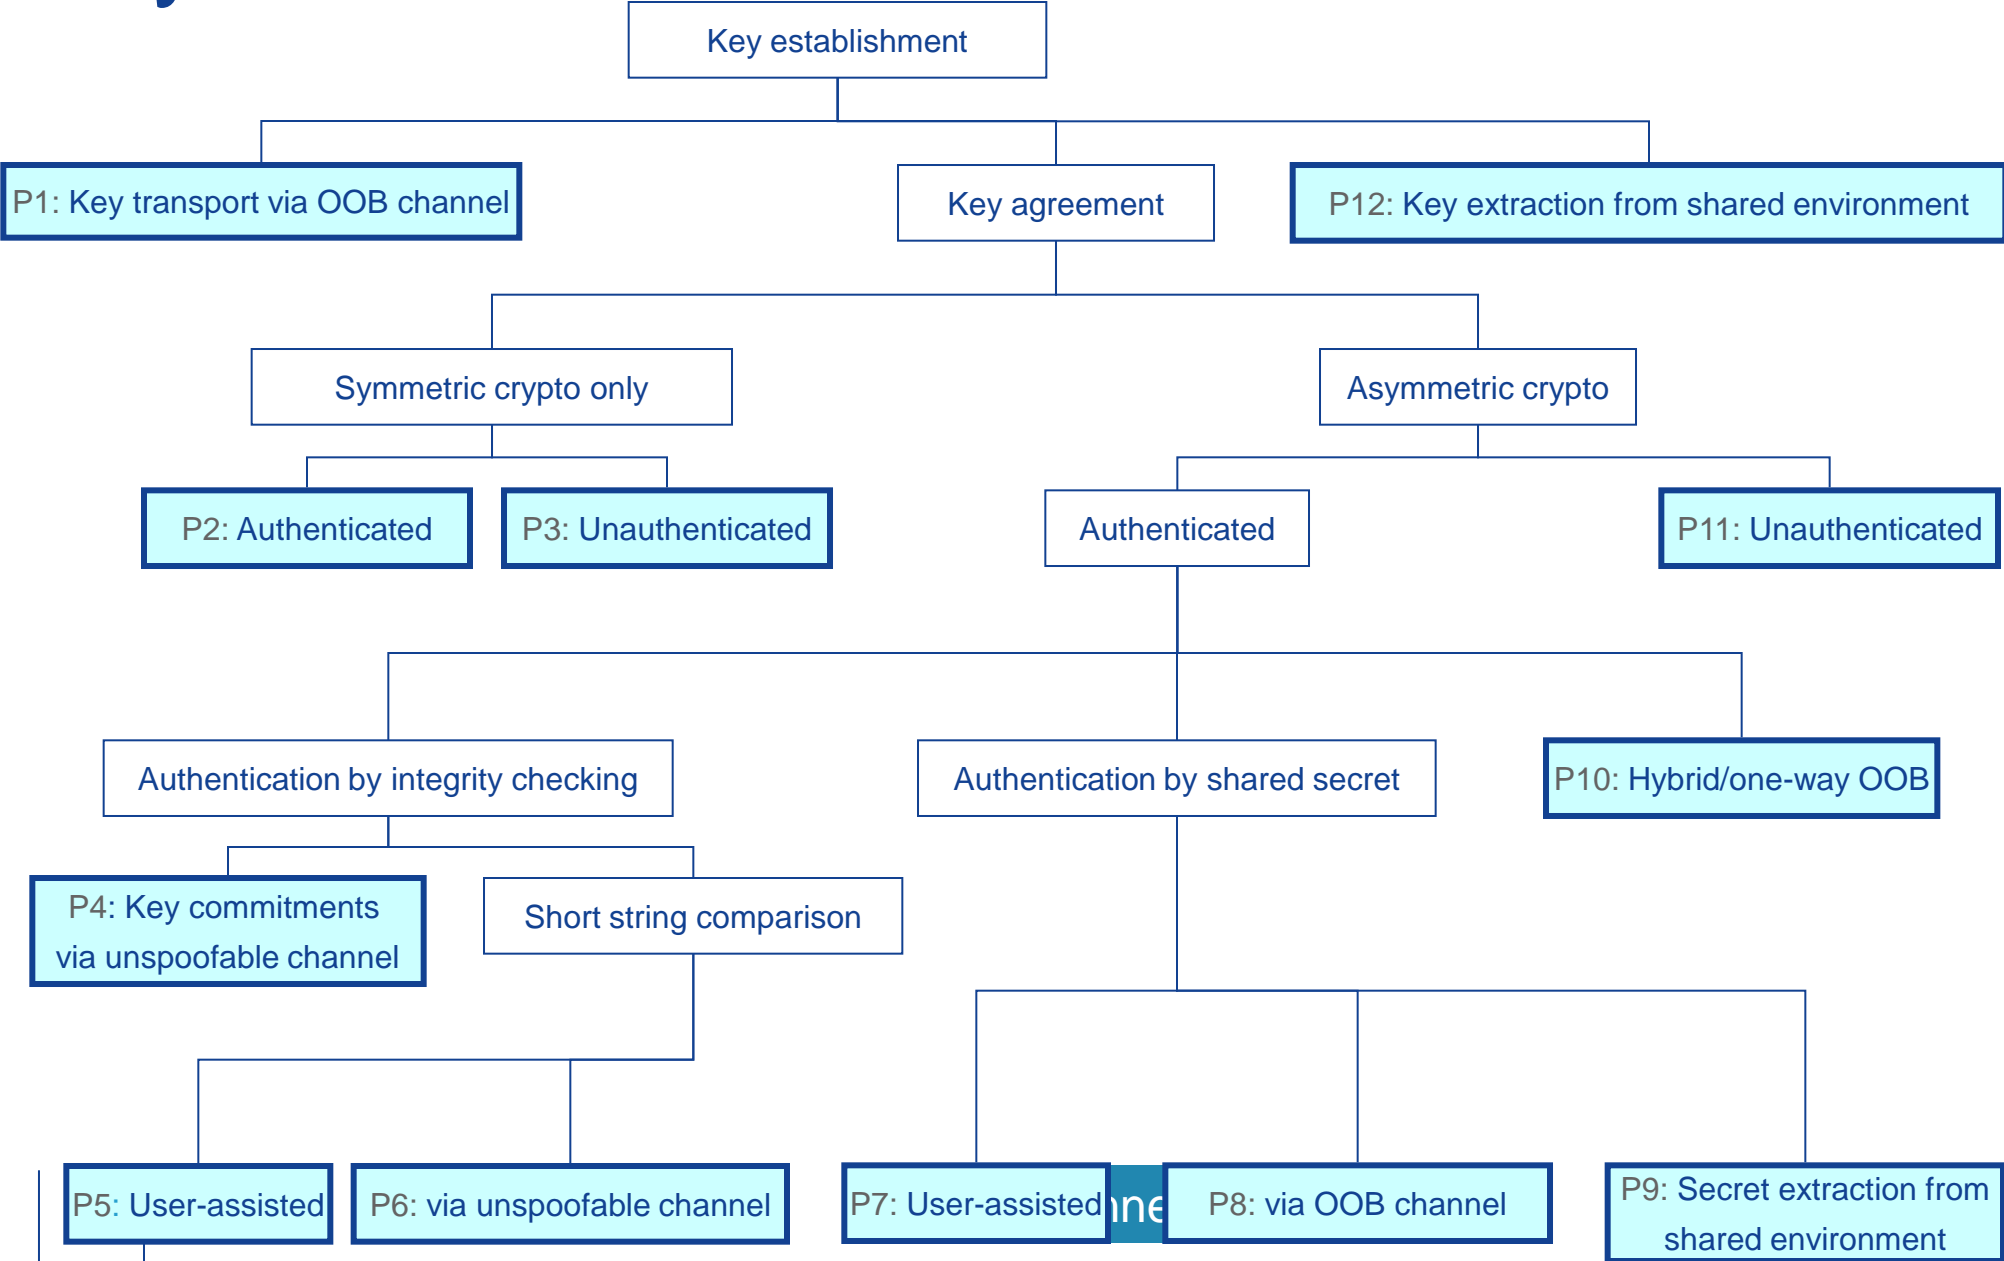 Key establishment
P1: Key transport via OOB channel
Key agreement
P12: Key extraction from shared environment
Symmetric crypto only
Asymmetric crypto
P2: Authenticated
P3: Unauthenticated
Authenticated
P11: Unauthenticated
Authentication by integrity checking
Authentication by shared secret
P10: Hybrid/one-way OOB
P4: Key commitments
via unspoofable channel
Short string comparison
P5: User-assisted
P6: via unspoofable channel
P7: User-assisted
P8: via OOB channel
P9: Secret extraction from
shared environment